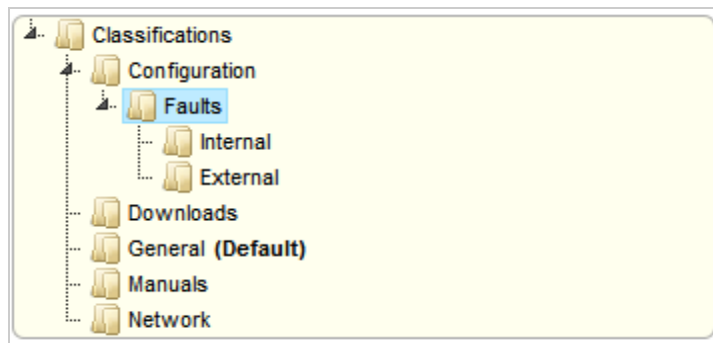 Classifications
Configuration
Faults
Internal
External
Downloads
General (Default)
Manuals
Network